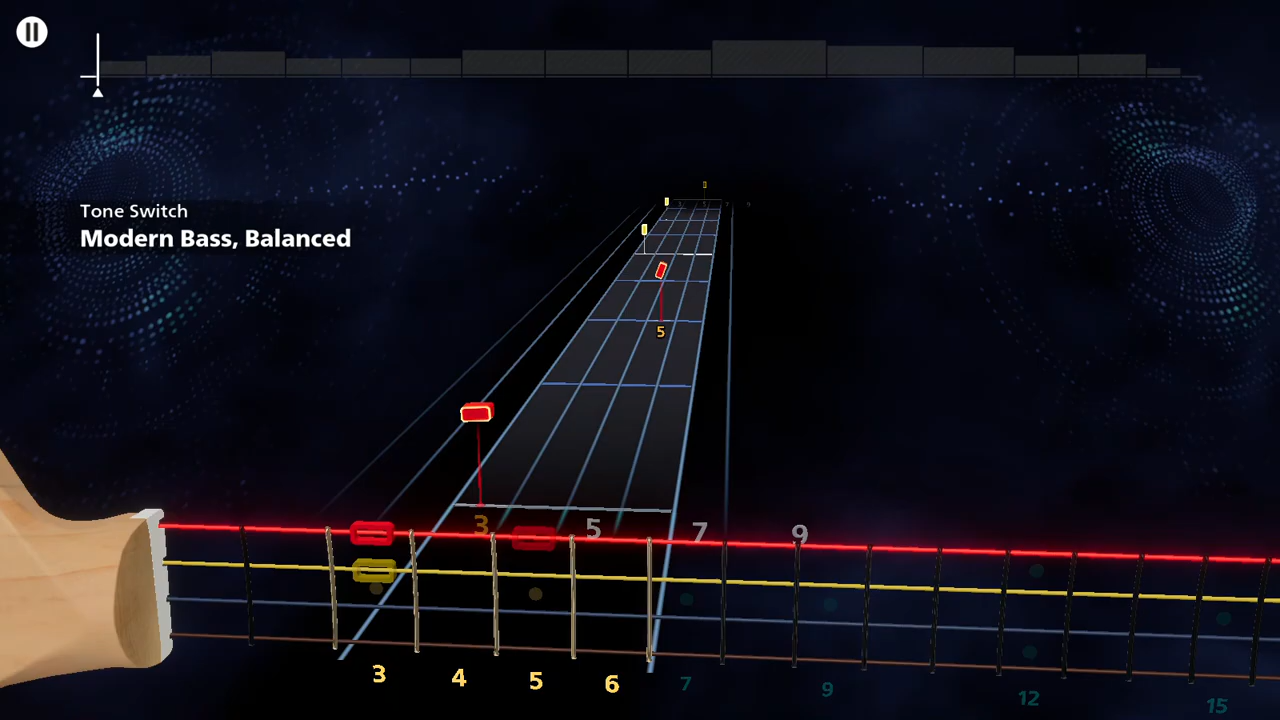 Tone Switch
Modern Bass, Balanced
5
3 5 7 9
3 4 5 6 7 9 12 15